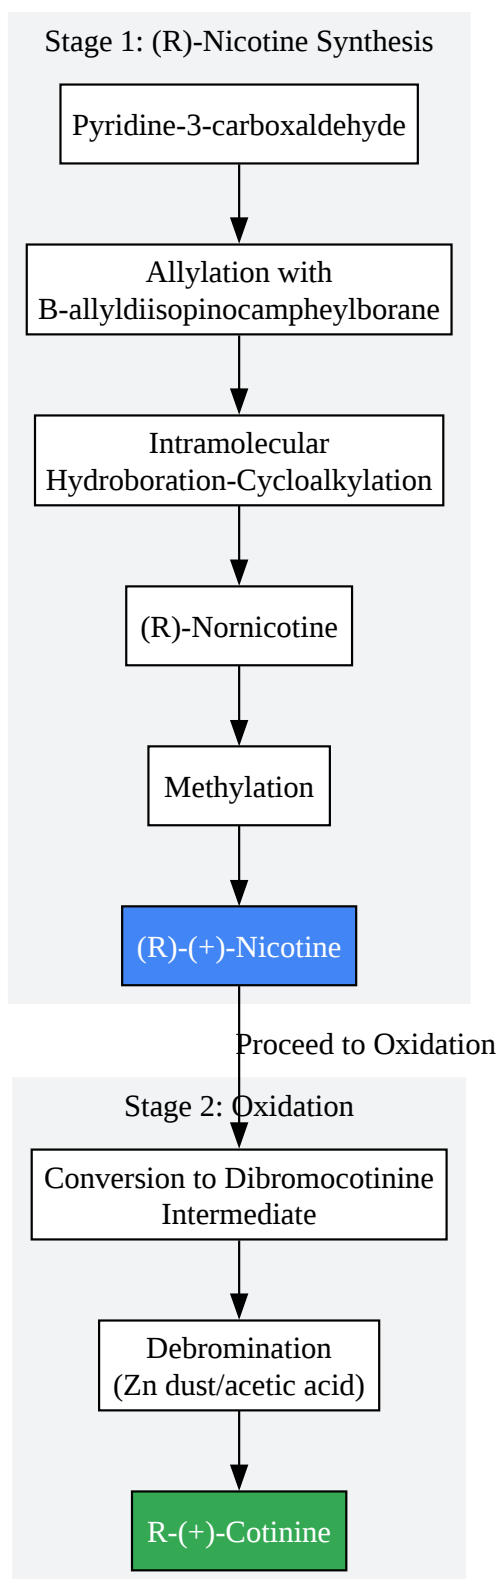 Stage 1: (R)-Nicotine Synthesis
Pyridine-3-carboxaldehyde
Allylation with
B-allyldiisopinocampheylborane
Intramolecular
Hydroboration-Cycloalkylation
(R)-Nornicotine
Methylation
(R)-(+)-Nicotine
Proceed to Oxidation
Stage 2: Oxidation
Conversion to Dibromocotinine
Intermediate
Debromination
(Zn dust/acetic acid)
R-(+)-Cotinine